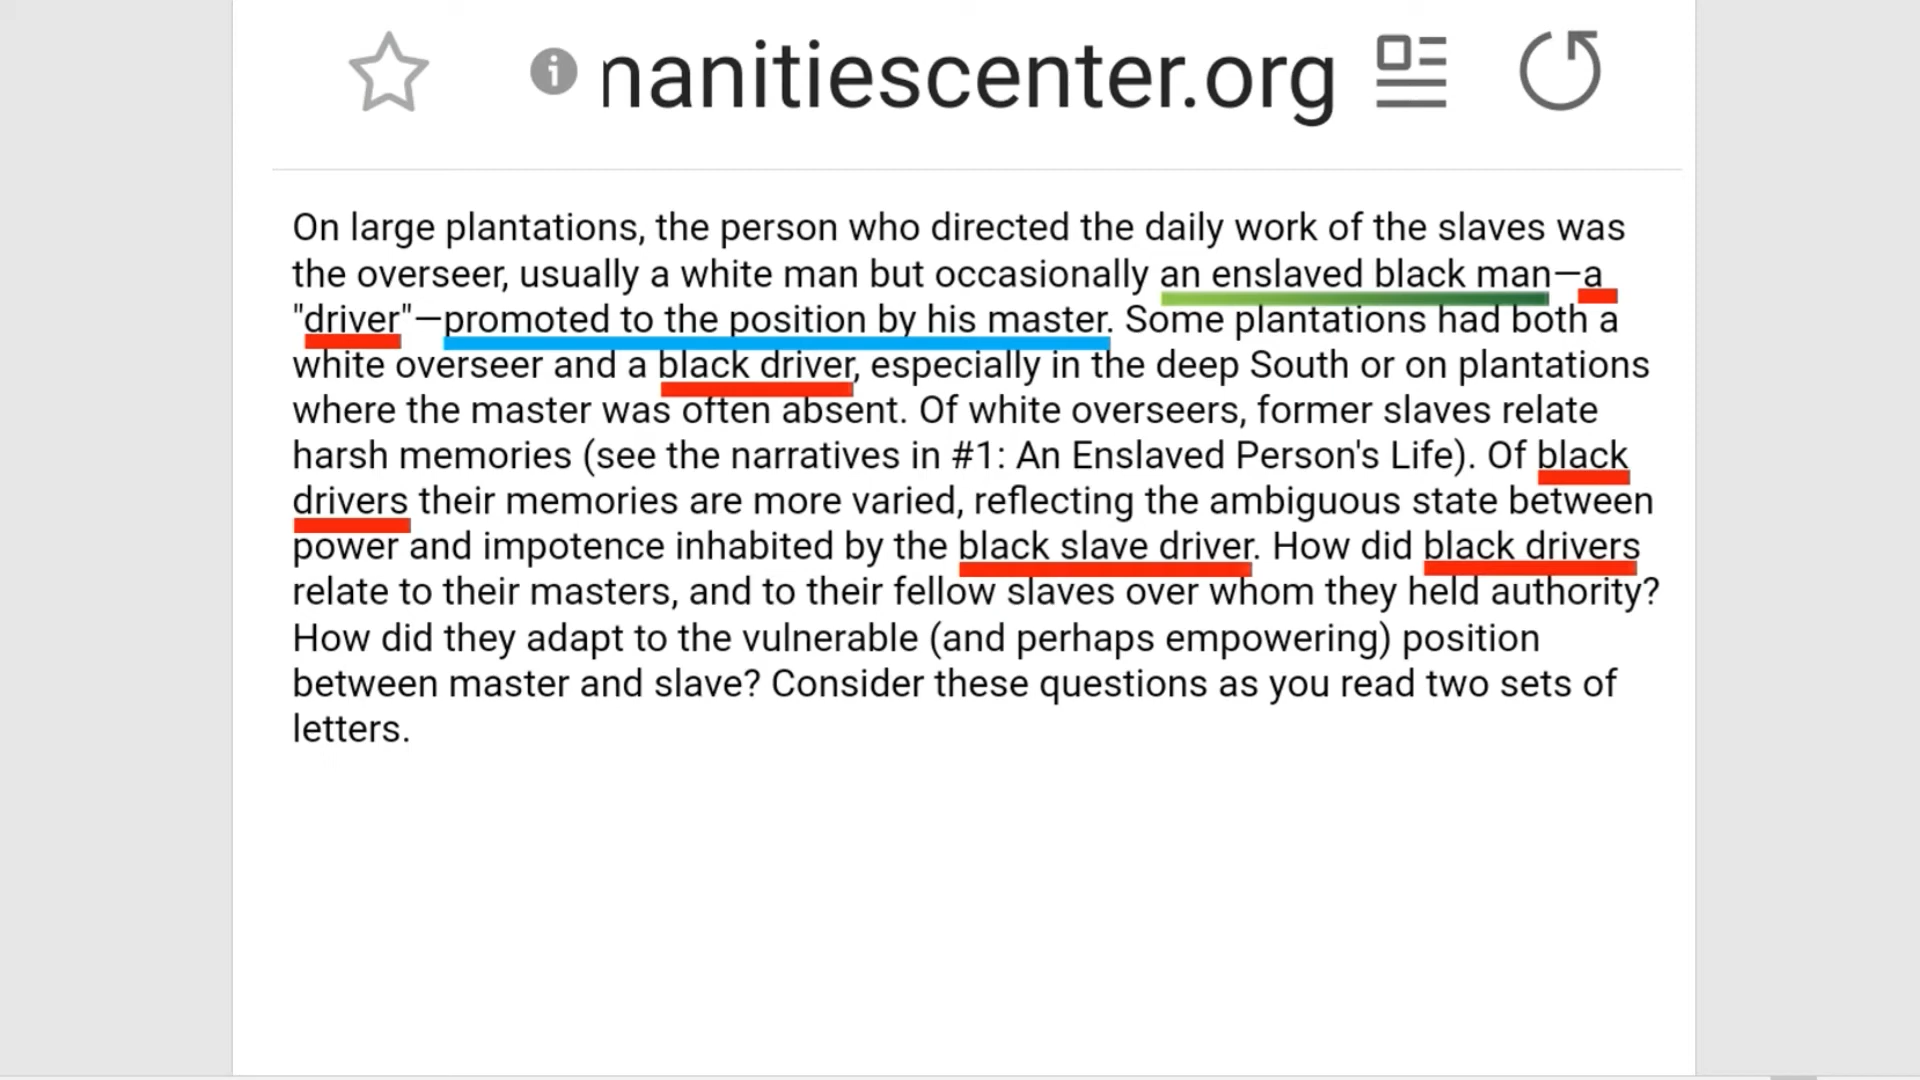 nanitiescenter.org
On large plantations, the person who directed the daily work of the slaves was
the overseer, usually a white man but occasionally an enslaved black man—a
"driver"—promoted to the position by his master. Some plantations had both a
white overseer and a black driver, especially in the deep South or on plantations
where the master was often absent. Of white overseers, former slaves relate
harsh memories (see the narratives in #1: An Enslaved Person's Life). Of black
drivers their memories are more varied, reflecting the ambiguous state between
power and impotence inhabited by the black slave driver. How did black drivers
relate to their masters, and to their fellow slaves over whom they held authority?
How did they adapt to the vulnerable (and perhaps empowering) position
between master and slave? Consider these questions as you read two sets of
letters.